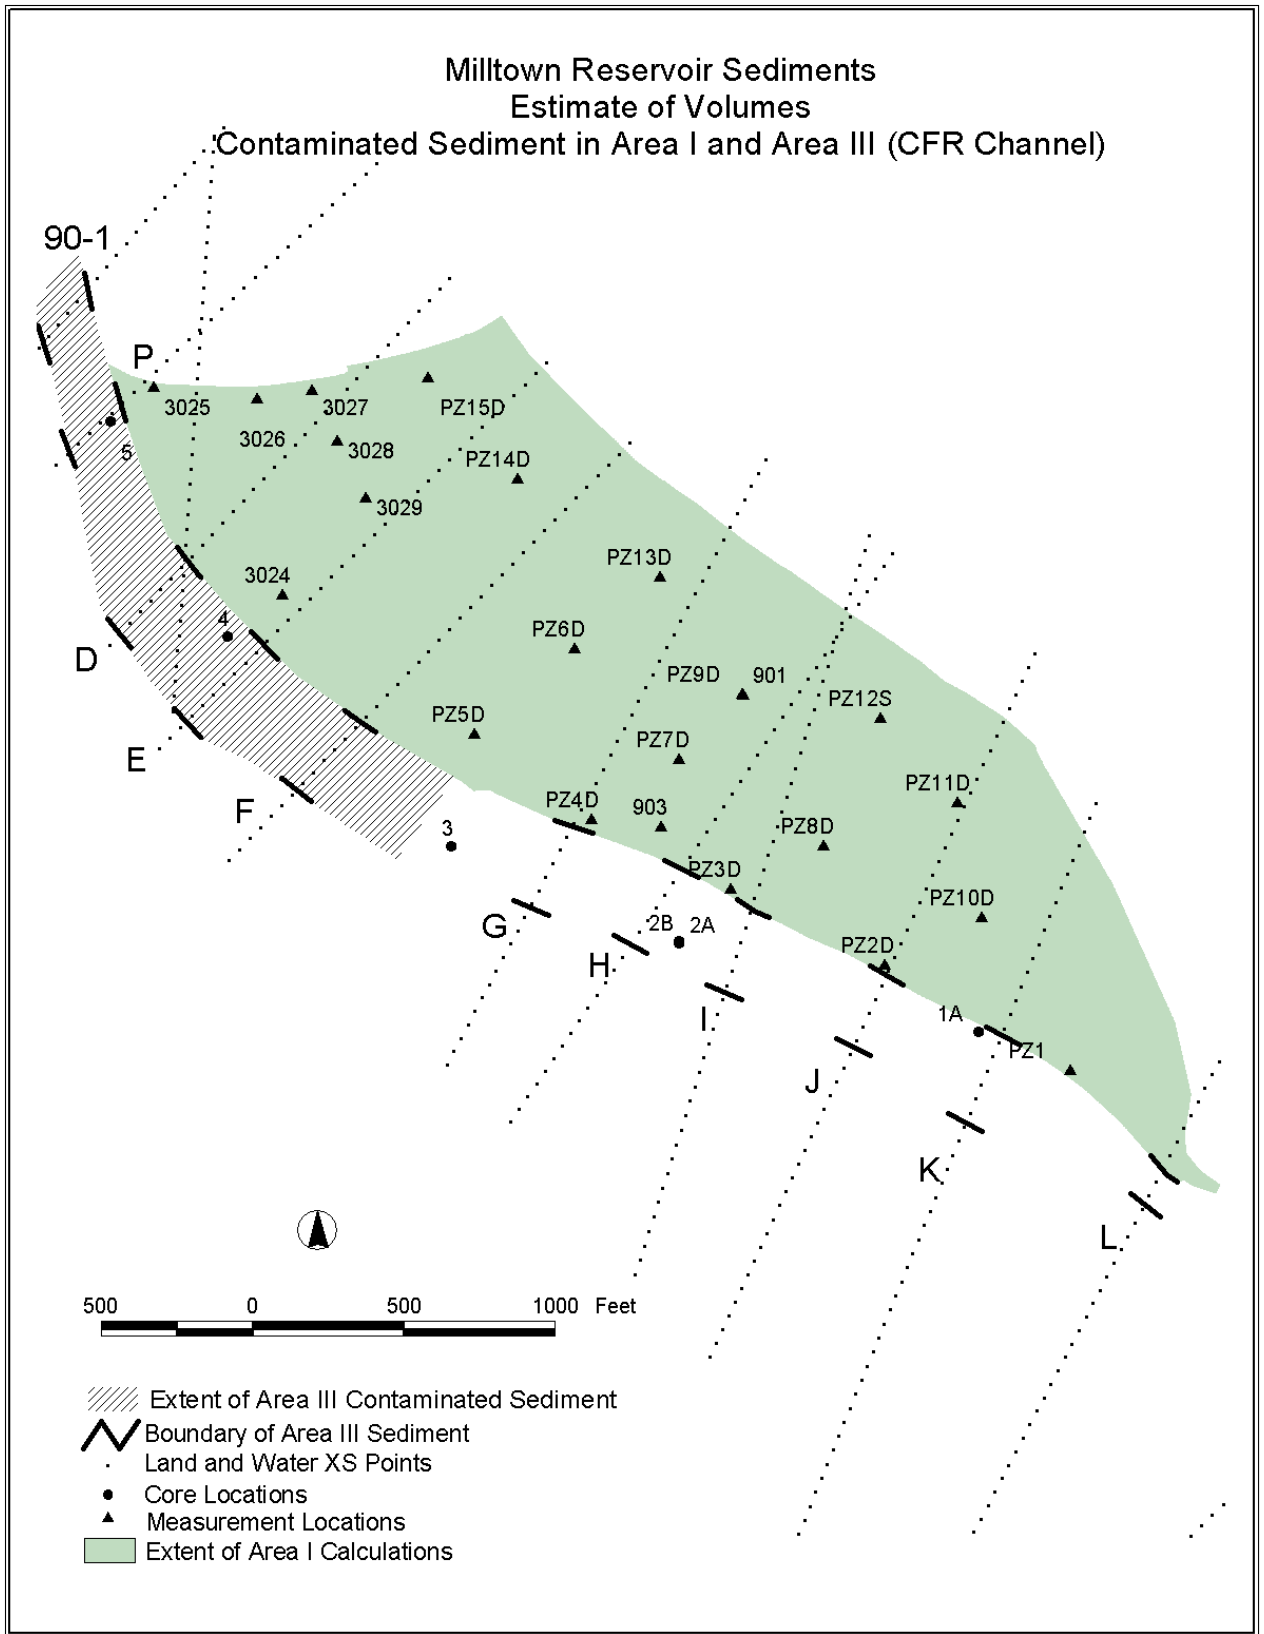 Milltown Reservoir Sediments
Estimate of Volumes
Contaminated Sediment in Area I and Area III (CFR Channel)
90-1
P
3025
3026
3027
PZ15D
5
3028
PZ14D
3029
PZ13D
3024
4
PZ6D
D
PZ9D
901
PZ12S
PZ5D
PZ7D
E
PZ11D
F
PZ4D
903
3
PZ8D
PZ3D
PZ10D
G
2B
2A
PZ2D
H
I
1A
PZ1
J
K
L
500
0
500
1000 Feet
Extent of Area III Contaminated Sediment
Boundary of Area III Sediment
Land and Water XS Points
Core Locations
Measurement Locations
Extent of Area I Calculations